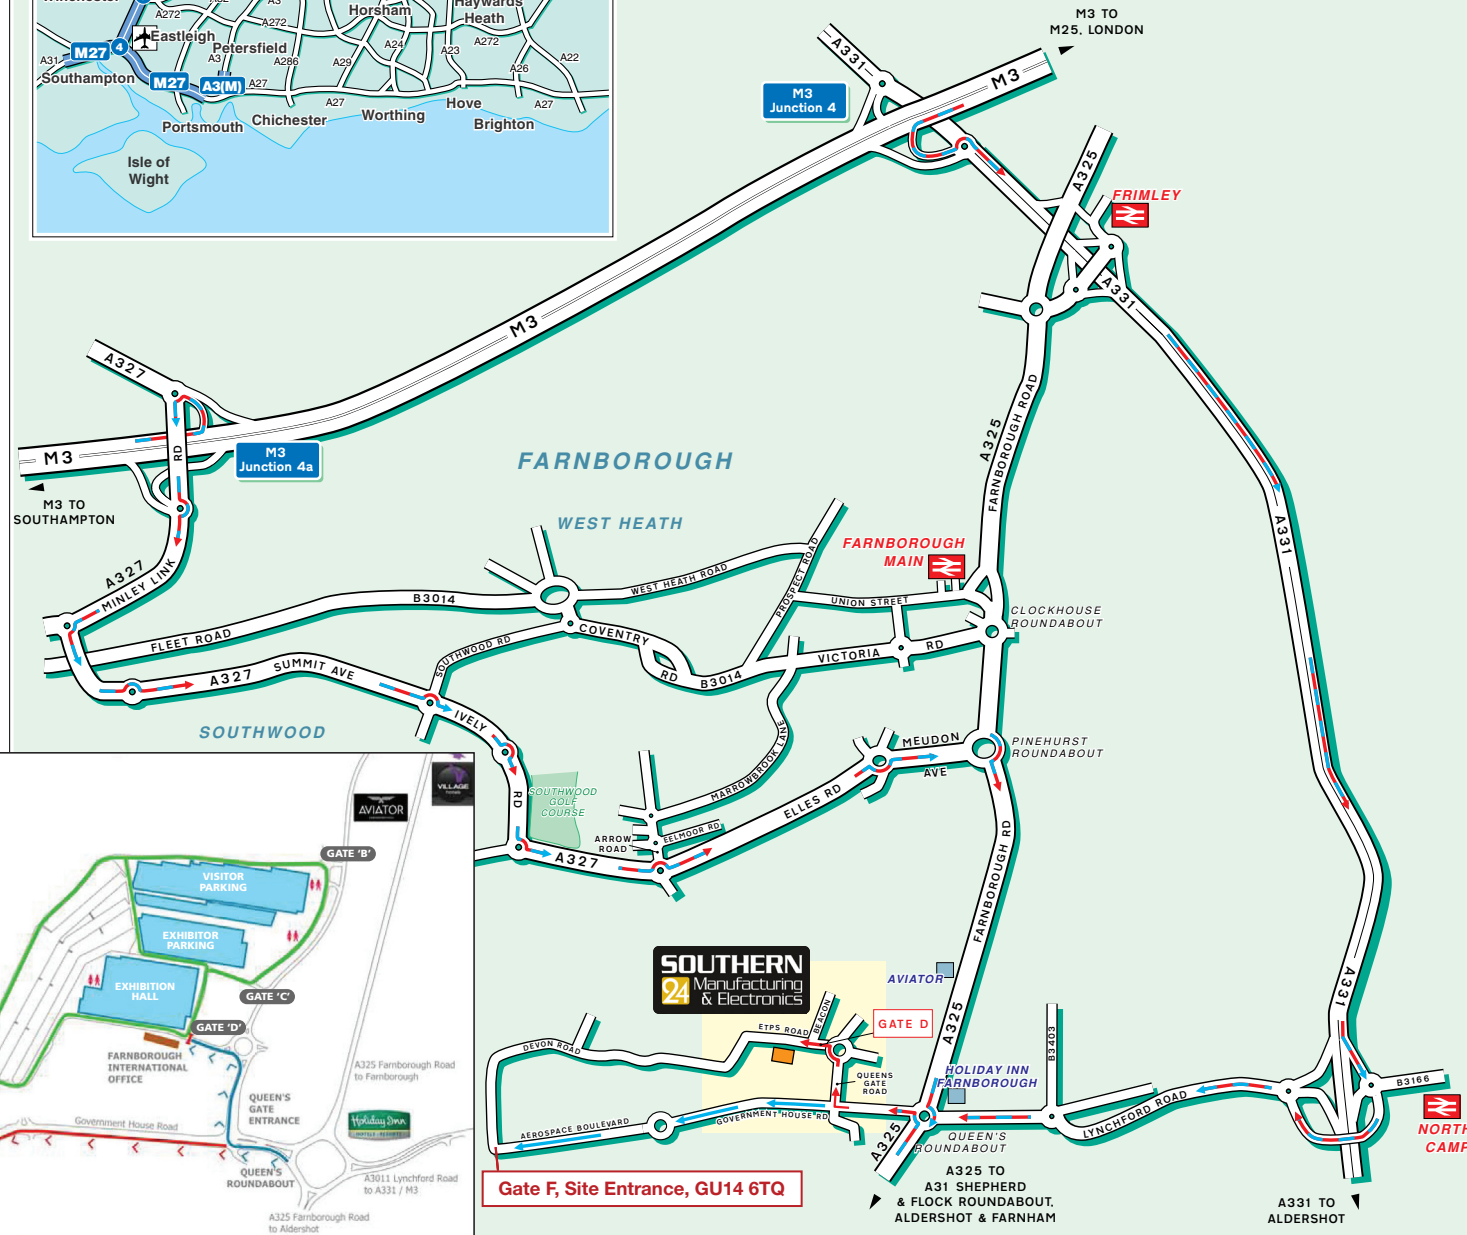 A272
A3
A272
Horsham
Haywards
Heath
Eastleigh
Petersfield
A24
A23
A272
M27
4
A31
A3
A286
A29
A22
A26
Southampton
M27
A3(M)
A27
A27
Hove
A27
Portsmouth
Chichester
Worthing
Brighton
Isle of
Wight
M3 TO
M25, LONDON
A331
M3
M3
Junction 4
A325
FRIMLEY
A331
M3
A327
RD
M3
M3
Junction 4a
M3 TO
SOUTHAMPTON
A327
MINLEY LINK
FARNBOROUGH
WEST HEATH
A325
FARNBOROUGH ROAD
A331
FARNBOROUGH
MAIN
B3014
WEST HEATH ROAD
PROSPECT ROAD
UNION STREET
CLOCKHOUSE
ROUNDABOUT
FLEET ROAD
SOUTHWOOD RD
COVENTRY
RD
B3014
VICTORIA
RD
A327
SUMMIT AVE
IVELY
RD
SOUTHWOOD
MEUDON
AVE
PINEHURST
ROUNDABOUT
MARROWBROOK LANE
SOUTHWOOD
GOLF
COURSE
ELLES RD
ARROW
ROAD
EELMOOR RD
A327
FARNBOROUGH RD
A325
AVIATOR
VILLAGE
GATE 'B'
VISITOR
PARKING
EXHIBITOR
PARKING
EXHIBITION
HALL
GATE 'C'
GATE 'D'
FARNBOROUGH
INTERNATIONAL
OFFICE
A325 Farnborough Road
to Farnborough
QUEEN'S
GATE
ENTRANCE
Government House Road
Holiday Inn
QUEEN'S
ROUNDABOUT
A3011 Lynchford Road
to A331 / M3
A325 Farnborough Road
to Aldershot
SOUTHERN
24 Manufacturing
& Electronics
AVIATOR
BEACON
ETPS ROAD
GATE D
DEVON ROAD
QUEENS
GATE
ROAD
HOLIDAY INN
FARNBOROUGH
B3403
A331
B3166
GOVERNMENT HOUSE RD
AEROSPACE BOULEVARD
LYNCHFORD ROAD
QUEEN'S
ROUNDABOUT
A325
NORTH
CAMP
Gate F, Site Entrance, GU14 6TQ
A325 TO
A31 SHEPHERD
& FLOCK ROUNDABOUT,
ALDERSHOT & FARNHAM
A331 TO
ALDERSHOT